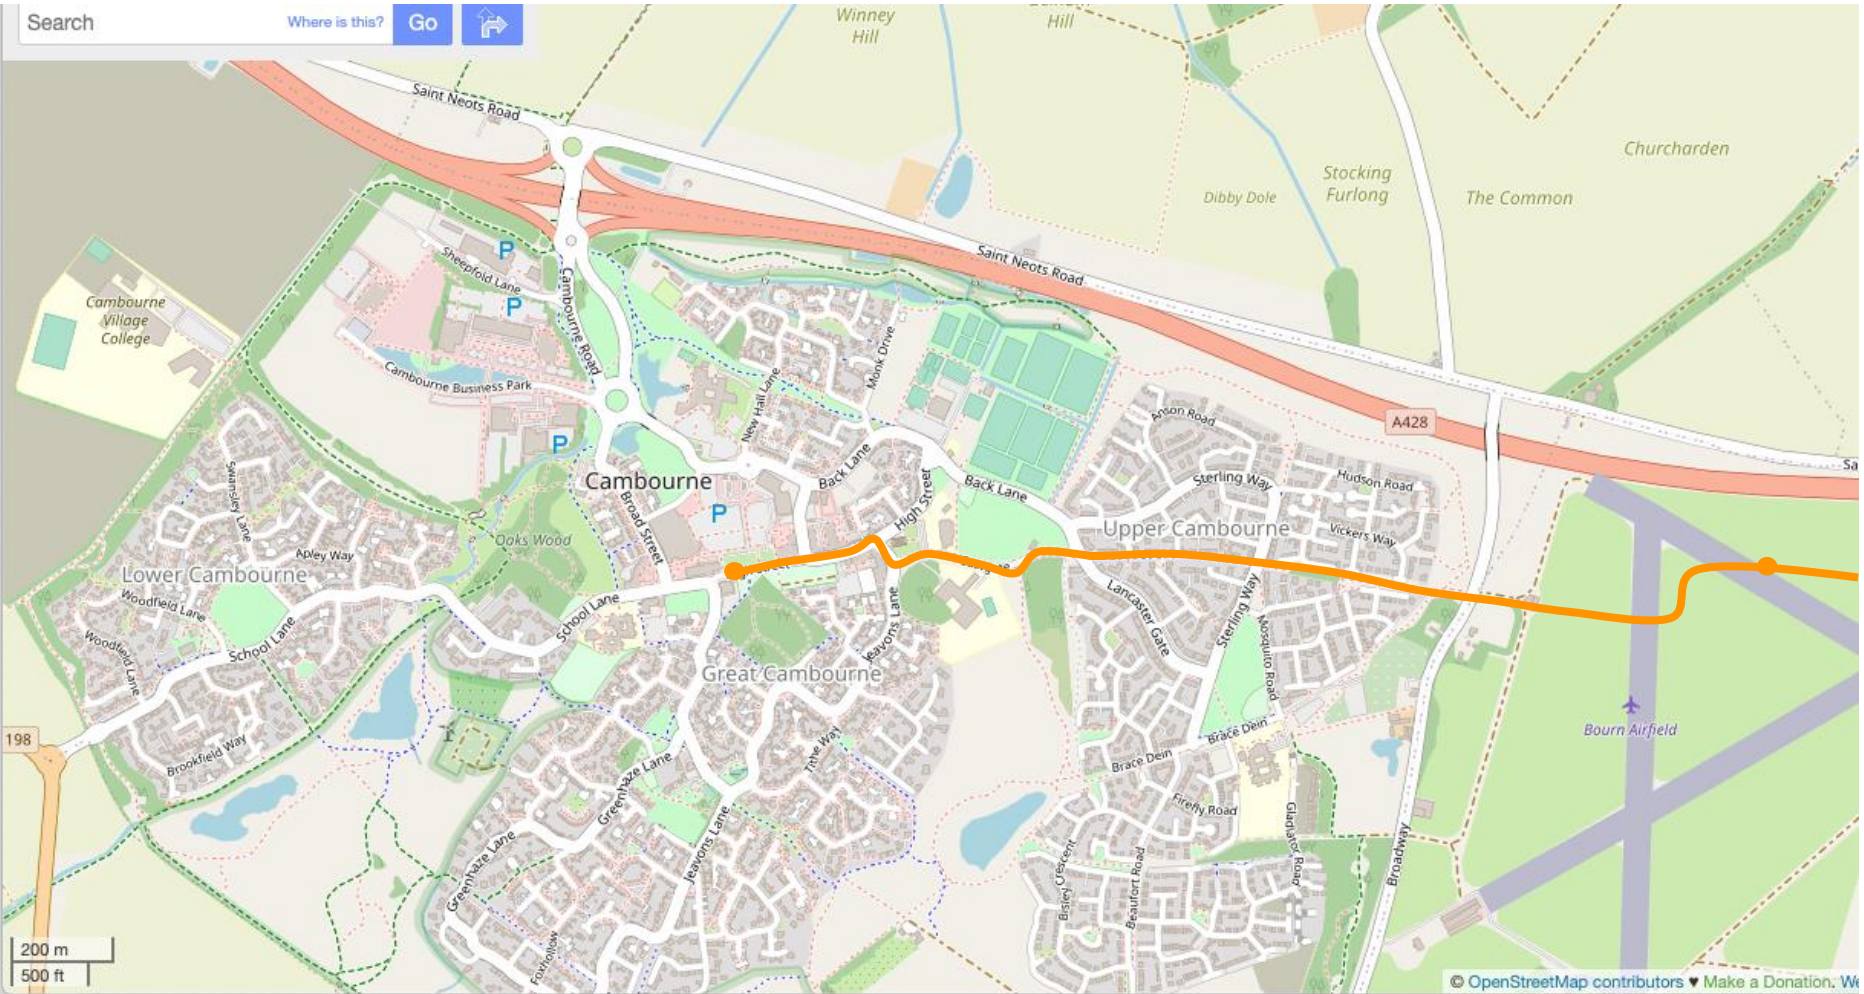 Search
Where is this?
Go
Winney
Hill
Hill
Saint Neots Road
Churcharden
Stocking
Furlong
Dibby Dole
The Common
P
Sheepfold Lane
P
Saint Neots Road
Cambourne
Village
College
Cambourne Road
Monk Drive
Cambourne Business Park
New Hall Lane
Anson Road
A428
P
Back Lane
Sa
Swansley Lane
Cambourne
High Street
Back Lane
Sterling Way
Hudson Road
Broad Street
P
Upper Cambourne
Vickers Way
Oaks Wood
Apley Way
Lower Cambourne
Woodfield Lane
School Lane
Jeavons Lane
Lancaster Gate
Sterling Way
Mosquito Road
Woodfield Lane
School Lane
Great Cambourne
Jeavons Lane
198
Brookfield Way
Tithe Way
Brace Dein
Brace Dein
Bourn Airfield
Greenhaze Lane
Firefly Road
Gladiator Road
Greenhaze Lane
Jeavons Lane
Bisley Crescent
Beaufort Road
Broadway
Foxhollow
200 m
500 ft
© OpenStreetMap contributors ♥ Make a Donation. We